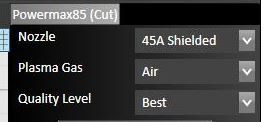 Powermax85 (Cut)
Nozzle 45A Shielded
Plasma Gas Air
Quality Level Best